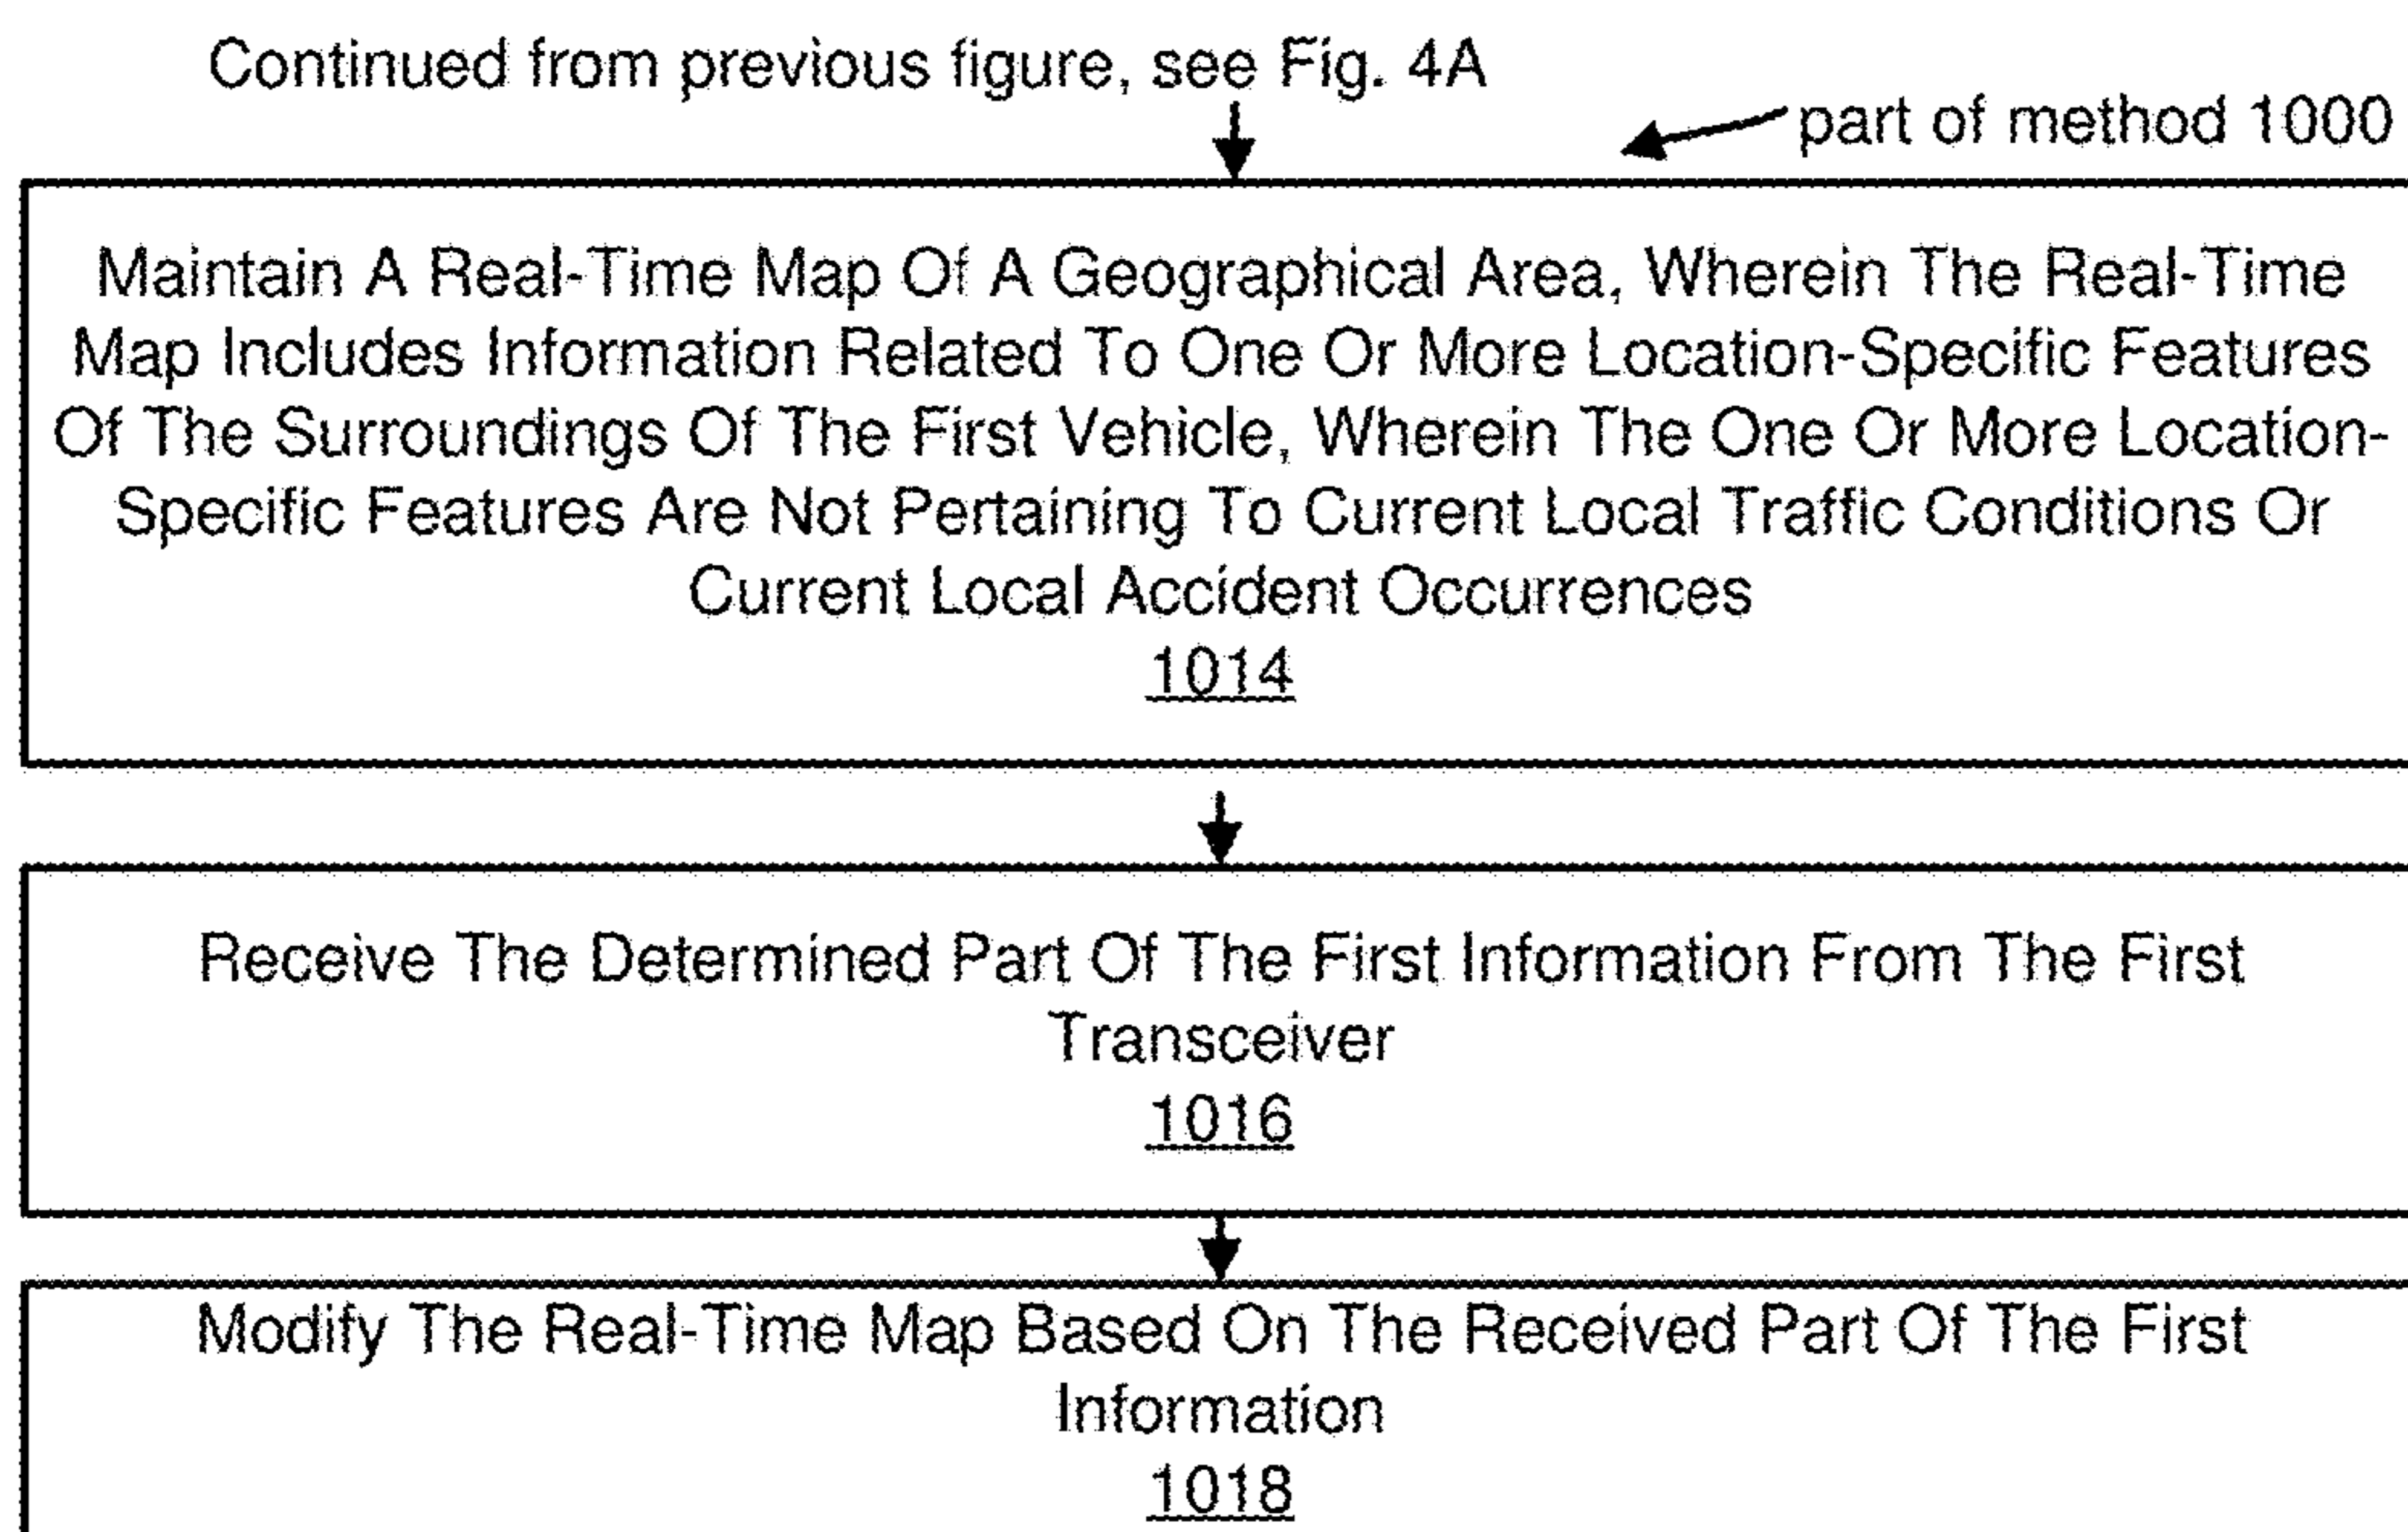 Continued from previous figure, see Fig. 4A
part of method 1000
Maintain A Real-Time Map Of A Geographical Area, Wherein The Real-Time
Map Includes Information Related To One Or More Location-Specific Features
Of The Surroundings Of The First Vehicle, Wherein The One Or More Location-
Specific Features Are Not Pertaining To Current Local Traffic Conditions Or
Current Local Accident Occurrences
1014
Receive The Determined Part Of The First Information From The First
Transceiver
1016
Modify The Real-Time Map Based On The Received Part Of The First
Information
1018